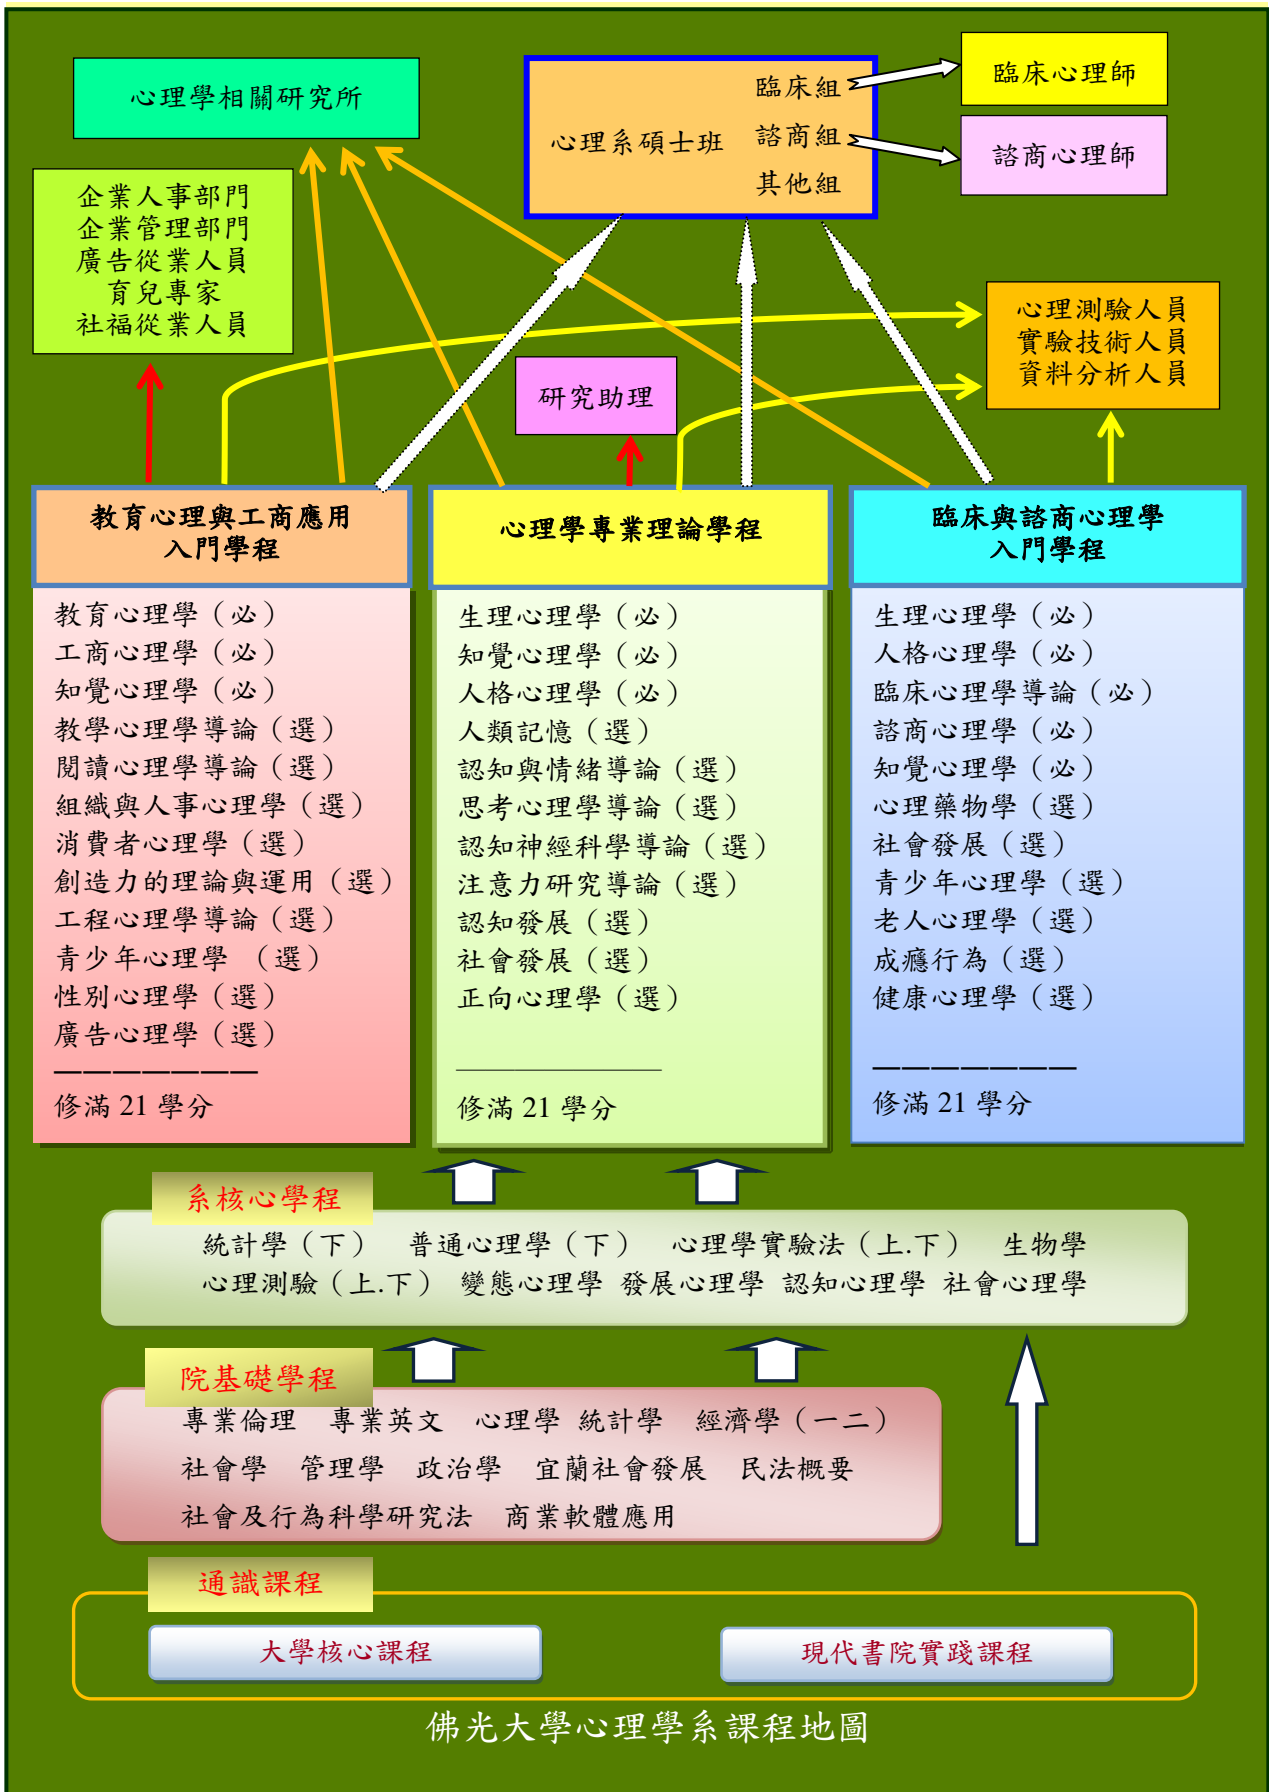 心理學相關研究所
心理系碩士班
臨床組
諮商組
其他組
臨床心理師
諮商心理師
企業人事部門
企業管理部門
廣告從業人員
育兒專家
社福從業人員
心理測驗人員
實驗技術人員
資料分析人員
研究助理
教育心理與工商應用
入門學程
教育心理學（必）
工商心理學（必）
知覺心理學（必）
教學心理學導論（選）
閱讀心理學導論（選）
組織與人事心理學（選）
消費者心理學（選）
創造力的理論與運用（選）
工程心理學導論（選）
青少年心理學 （選）
性別心理學（選）
廣告心理學（選）
———————
修滿 21 學分
心理學專業理論學程
生理心理學（必）
知覺心理學（必）
人格心理學（必）
人類記憶（選）
認知與情緒導論（選）
思考心理學導論（選）
認知神經科學導論（選）
注意力研究導論（選）
認知發展（選）
社會發展（選）
正向心理學（選）
———————
修滿 21 學分
臨床與諮商心理學
入門學程
生理心理學（必）
人格心理學（必）
臨床心理學導論（必）
諮商心理學（必）
知覺心理學（必）
心理藥物學（選）
社會發展（選）
青少年心理學（選）
老人心理學（選）
成癮行為（選）
健康心理學（選）
———————
修滿 21 學分
系核心學程
統計學（下） 普通心理學（下） 心理學實驗法（上.下） 生物學
心理測驗（上.下） 變態心理學 發展心理學 認知心理學 社會心理學
院基礎學程
專業倫理 專業英文 心理學 統計學 經濟學（一二）
社會學 管理學 政治學 宜蘭社會發展 民法概要
社會及行為科學研究法 商業軟體應用
通識課程
大學核心課程
現代書院實踐課程
佛光大學心理學系課程地圖